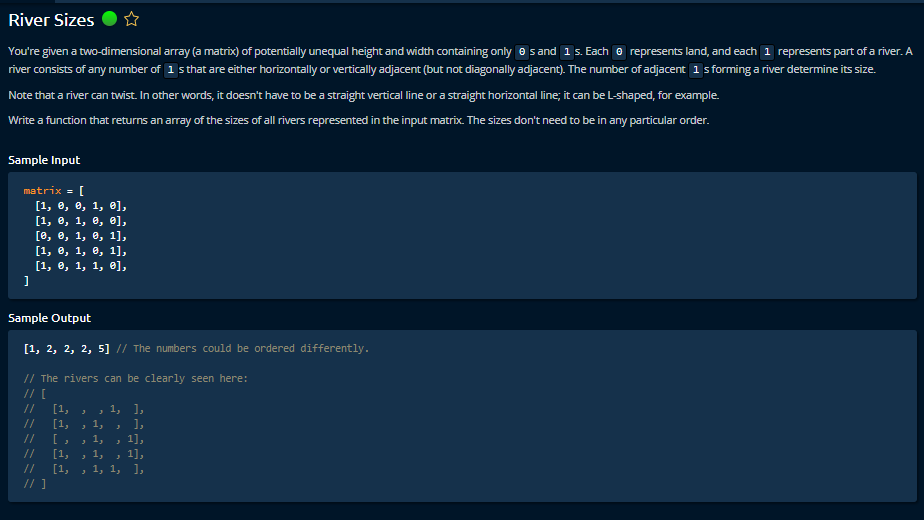 River Sizes
You're given a two-dimensional array (a matrix) of potentially unequal height and width containing only 0 s and 1 s. Each 0 represents land, and each 1 represents part of a river. A
river consists of any number of 1 s that are either horizontally or vertically adjacent (but not diagonally adjacent). The number of adjacent 1 s forming a river determine its size.
Note that a river can twist. In other words, it doesn't have to be a straight vertical line or a straight horizontal line; it can be L-shaped, for example.
Write a function that returns an array of the sizes of all rivers represented in the input matrix. The sizes don't need to be in any particular order.
Sample Input
matrix = [
  [1, 0, 0, 1, 0],
  [1, 0, 1, 0, 0],
  [0, 0, 1, 0, 1],
  [1, 0, 1, 0, 1],
  [1, 0, 1, 1, 0],
]
Sample Output
[1, 2, 2, 2, 5] // The numbers could be ordered differently.
// The rivers can be clearly seen here:
// [
//   [1,  ,  , 1,  ],
//   [1,  , 1,  ,  ],
//   [ ,  , 1,  , 1],
//   [1,  , 1,  , 1],
//   [1,  , 1, 1,  ],
// ]